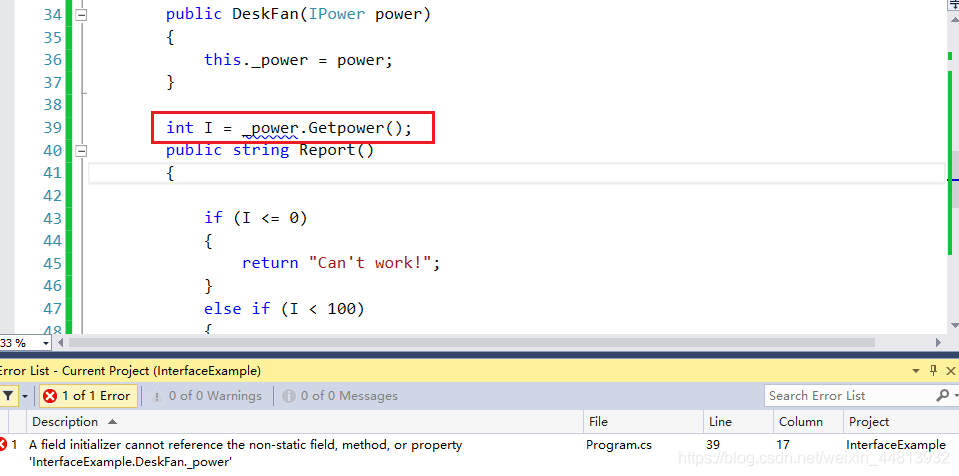 34 public DeskFan(IPower power)
35 {
36 this._power = power;
37 }
38
39 int I = _power.Getpower();
40 public string Report()
41 {
42
43 if (I <= 0)
44 {
45 return "Can't work!";
46 }
47 else if (I < 100)
48 {
33 %
Error List - Current Project (InterfaceExample)
1 of 1 Error 0 of 0 Warnings 0 of 0 Messages Search Error List
Description File Line Column Project
1 A field initializer cannot reference the non-static field, method, or property Program.cs 39 17 InterfaceExample
'InterfaceExample.DeskFan._power'
https://blog.csdn.net/weixin_44813932